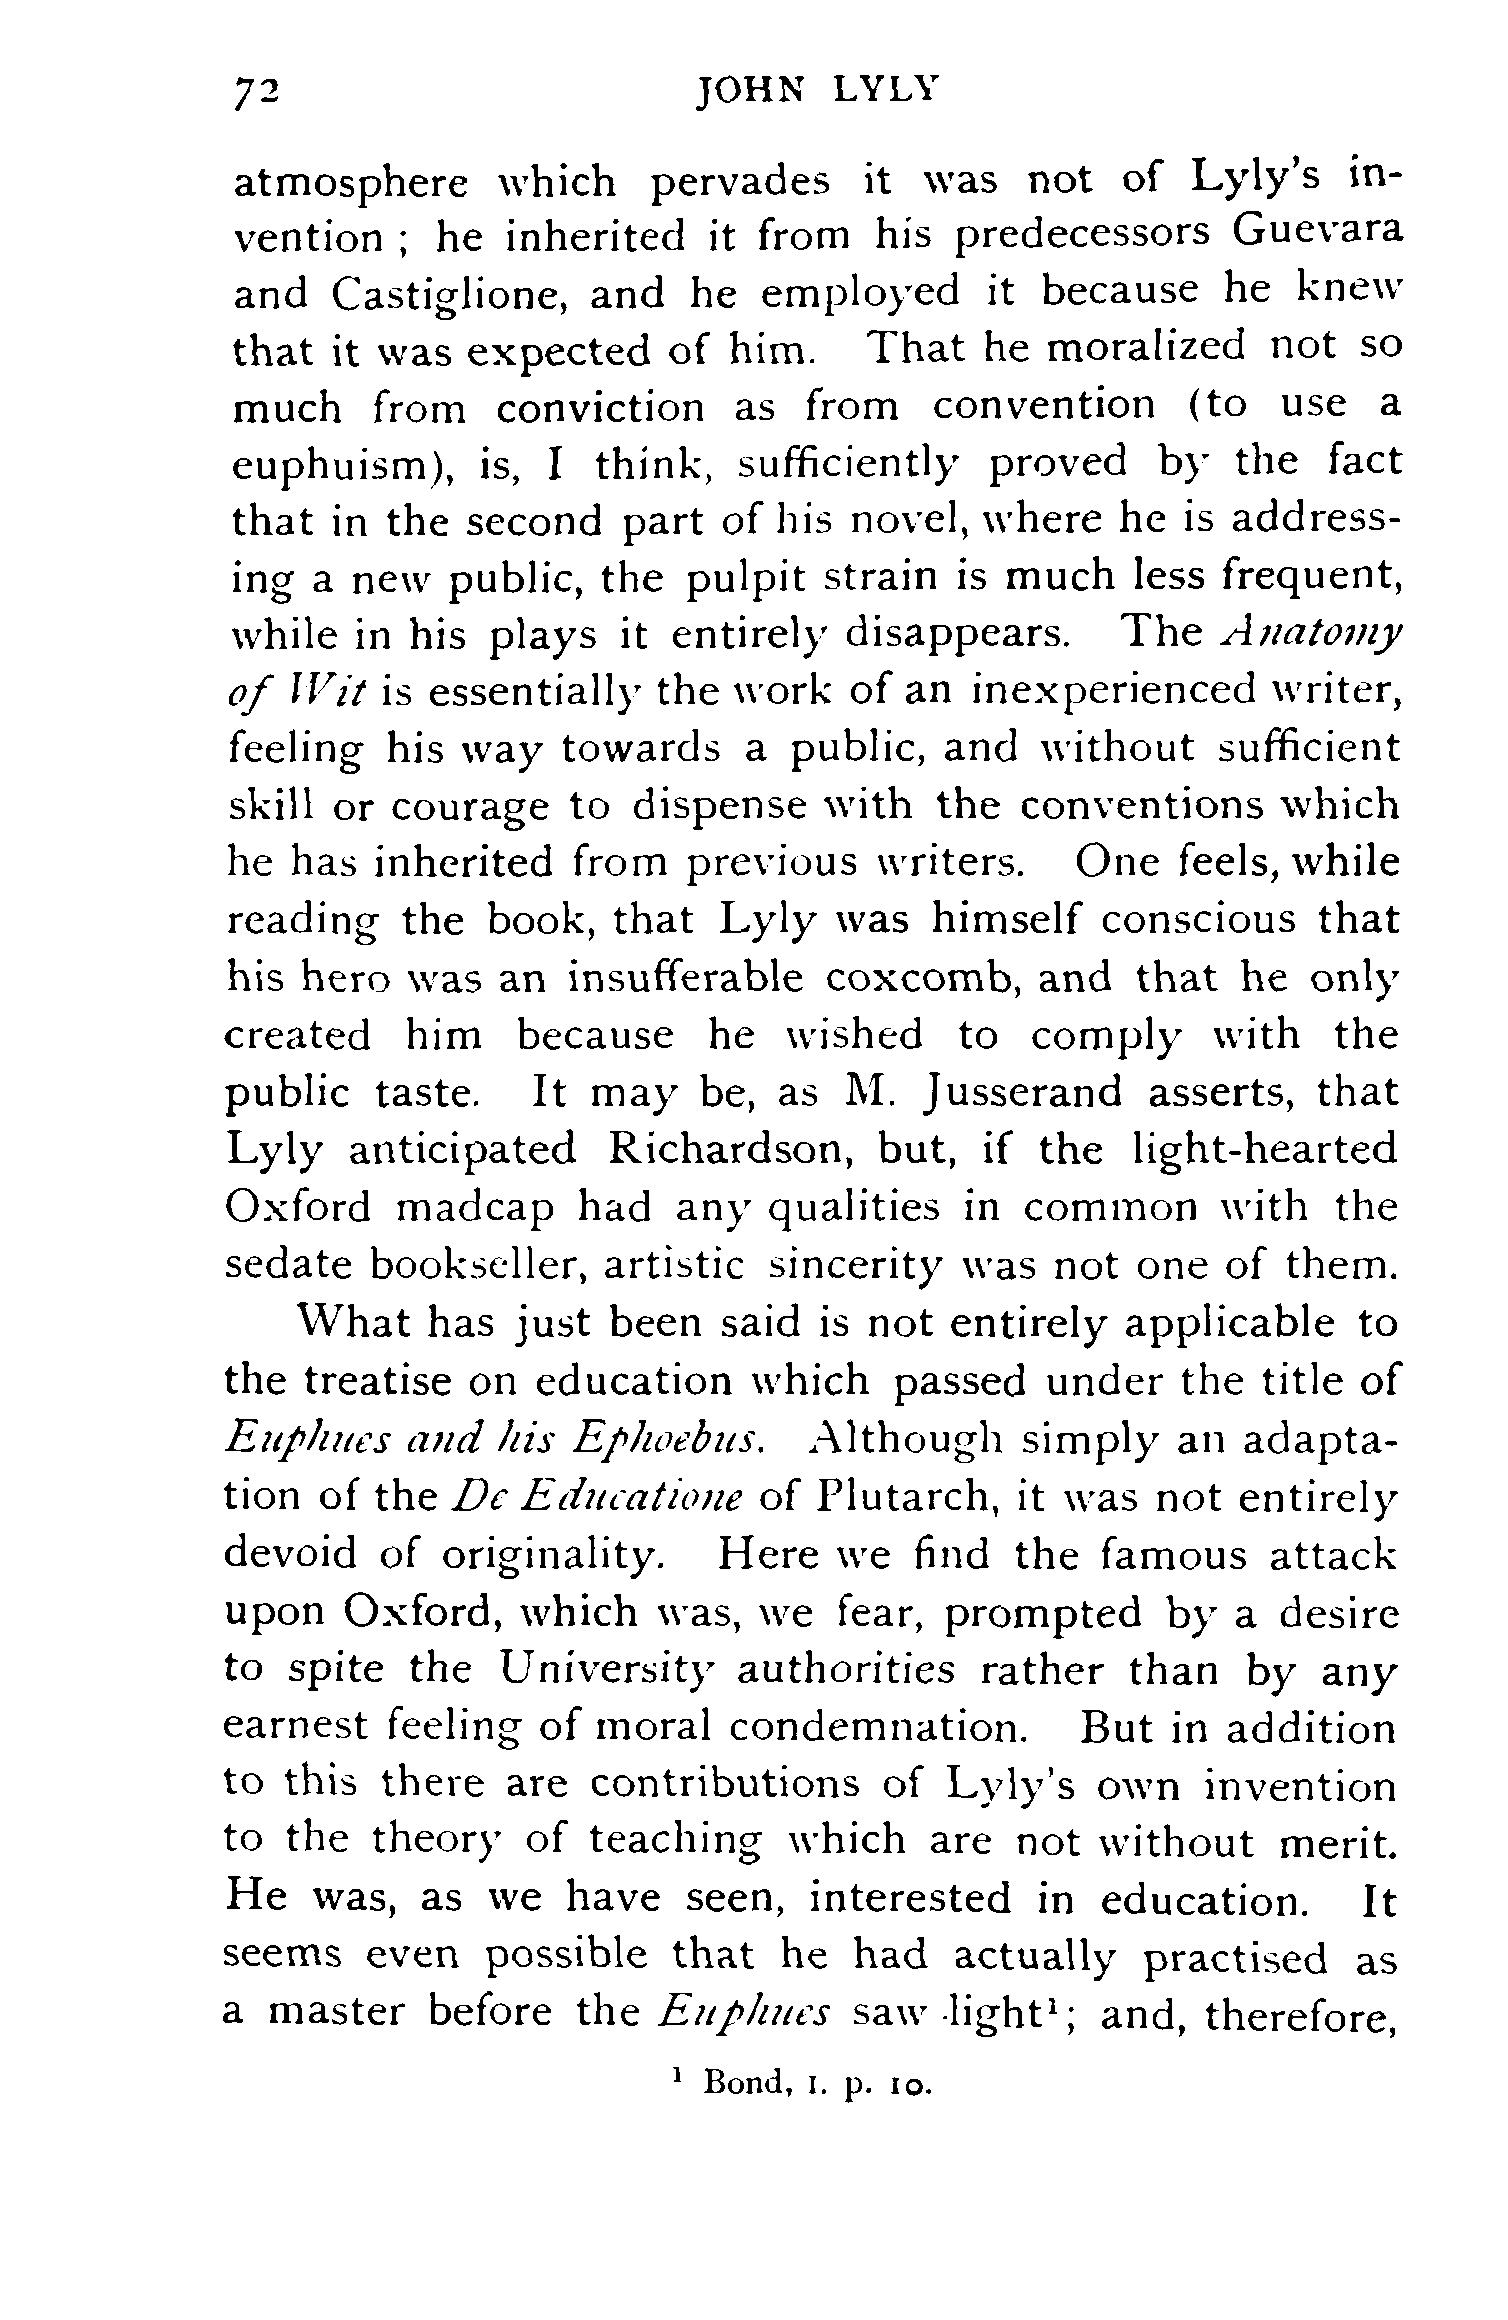 72 JOHN LYLY
atmosphere which pervades it was not of Lyly's in-
vention ; he inherited it from his predecessors Guevara
and Castiglione, and he employed it because he knew
that it was expected of him. That he moralized not so
much from conviction as from convention (to use a
euphuism), is, I think, sufficiently proved by the fact
that in the second part of his novel, where he is address-
ing a new public, the pulpit strain is much less frequent,
while in his plays it entirely disappears. The Anatomy
of Wit is essentially the work of an inexperienced writer,
feeling his way towards a public, and without sufficient
skill or courage to dispense with the conventions which
he has inherited from previous writers. One feels, while
reading the book, that Lyly was himself conscious that
his hero was an insufferable coxcomb, and that he only
created him because he wished to comply with the
public taste. It may be, as M. Jusserand asserts, that
Lyly anticipated Richardson, but, if the light-hearted
Oxford madcap had any qualities in common with the
sedate bookseller, artistic sincerity was not one of them.
What has just been said is not entirely applicable to
the treatise on education which passed under the title of
Euphues and his Ephoebus. Although simply an adapta-
tion of the De Educatione of Plutarch, it was not entirely
devoid of originality. Here we find the famous attack
upon Oxford, which was, we fear, prompted by a desire
to spite the University authorities rather than by any
earnest feeling of moral condemnation. But in addition
to this there are contributions of Lyly's own invention
to the theory of teaching which are not without merit.
He was, as we have seen, interested in education. It
seems even possible that he had actually practised as
a master before the Euphues saw light¹; and, therefore,
¹ Bond, I. p. 10.